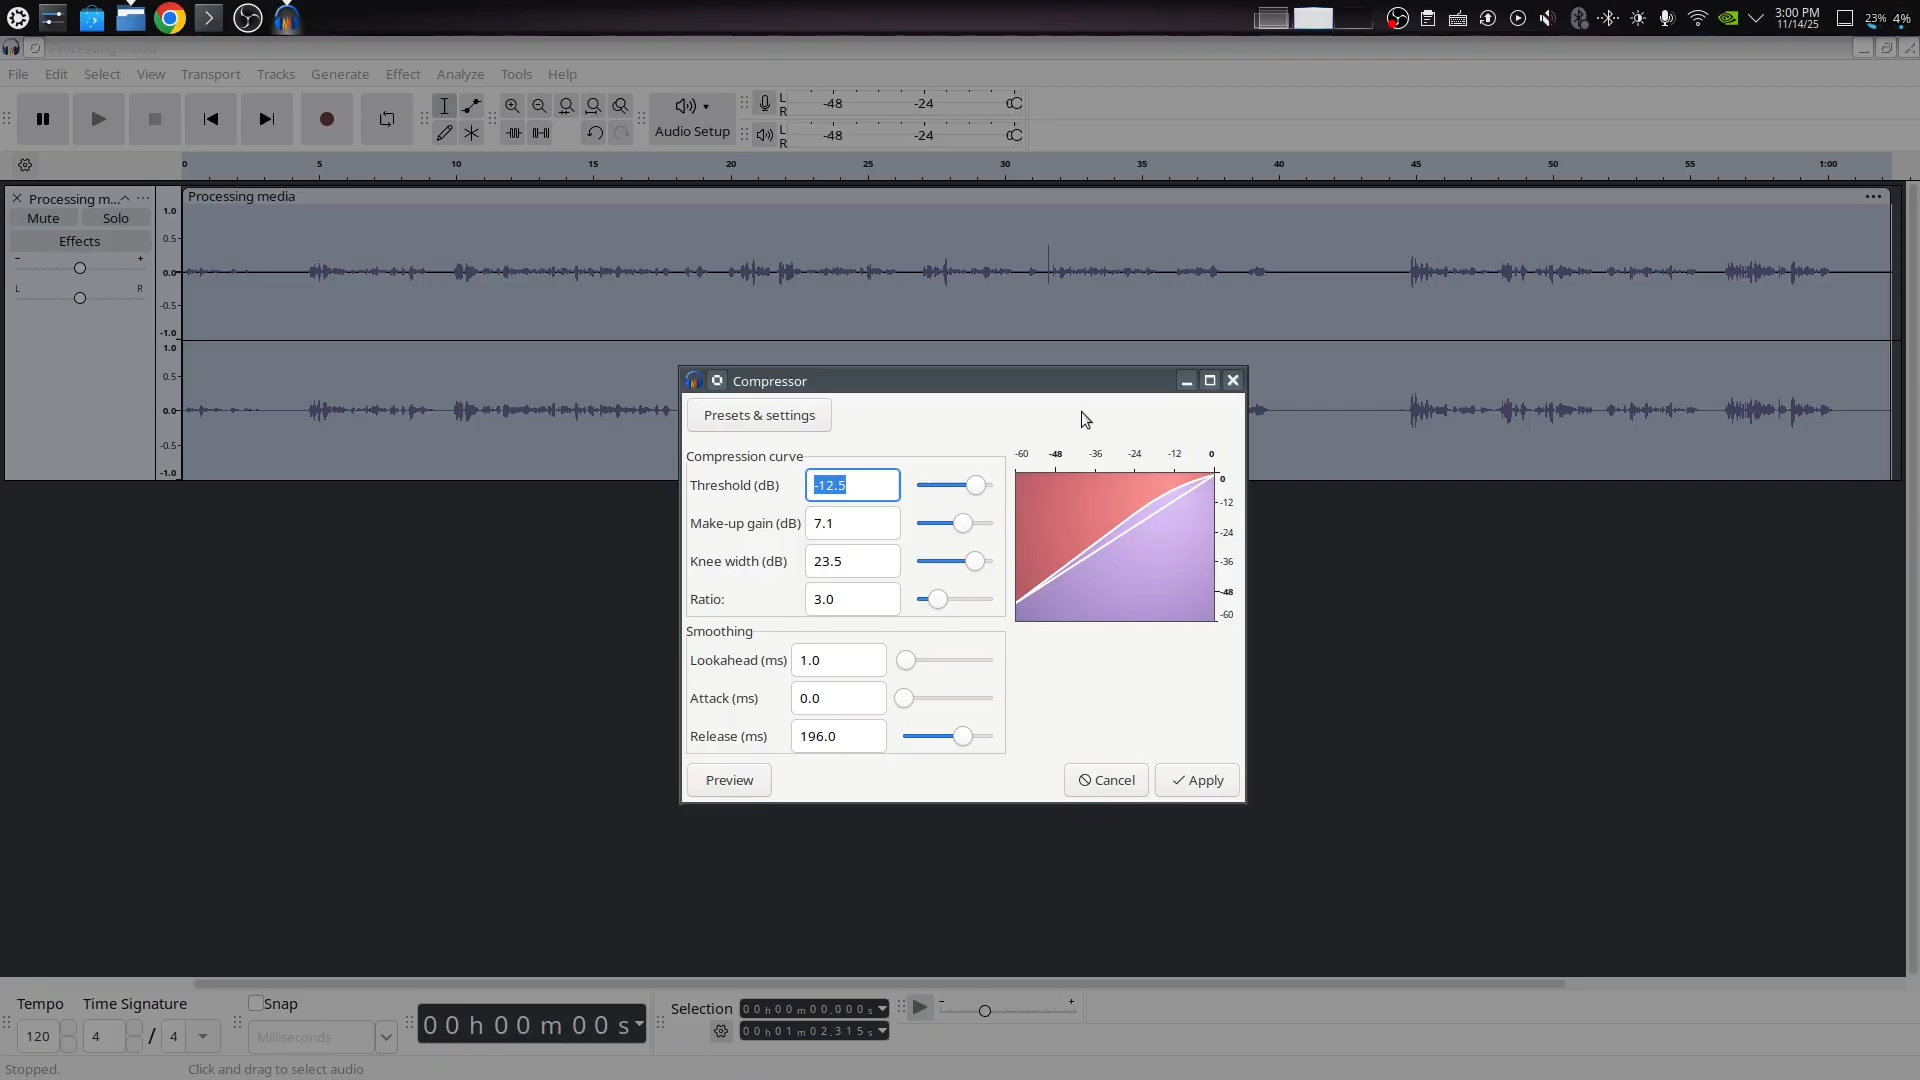 3:00 PM
11/14/25
23% 4%
Processing media
File Edit Select View Transport Tracks Generate Effect Analyze Tools Help
Audio Setup
L
R
-48 -24 0
L
R
-48 -24 0
0 5 10 15 20 25 30 35 40 45 50 55 1:00
Processing m...
Mute Solo
Effects
- +
L R
Processing media
1.0
0.5
0.0
-0.5
-1.0
1.0
0.5
0.0
-0.5
-1.0
Compressor
Presets & settings
Compression curve
Threshold (dB) -12.5
Make-up gain (dB) 7.1
Knee width (dB) 23.5
Ratio: 3.0
-60 -48 -36 -24 -12 0
0
-12
-24
-36
-48
-60
Smoothing
Lookahead (ms) 1.0
Attack (ms) 0.0
Release (ms) 196.0
Preview Cancel Apply
Tempo Time Signature Snap
120 4 / 4 Milliseconds
00h00m00s
Selection
00h00m00.000s
00h01m02.315s
- +
Stopped. Click and drag to select audio